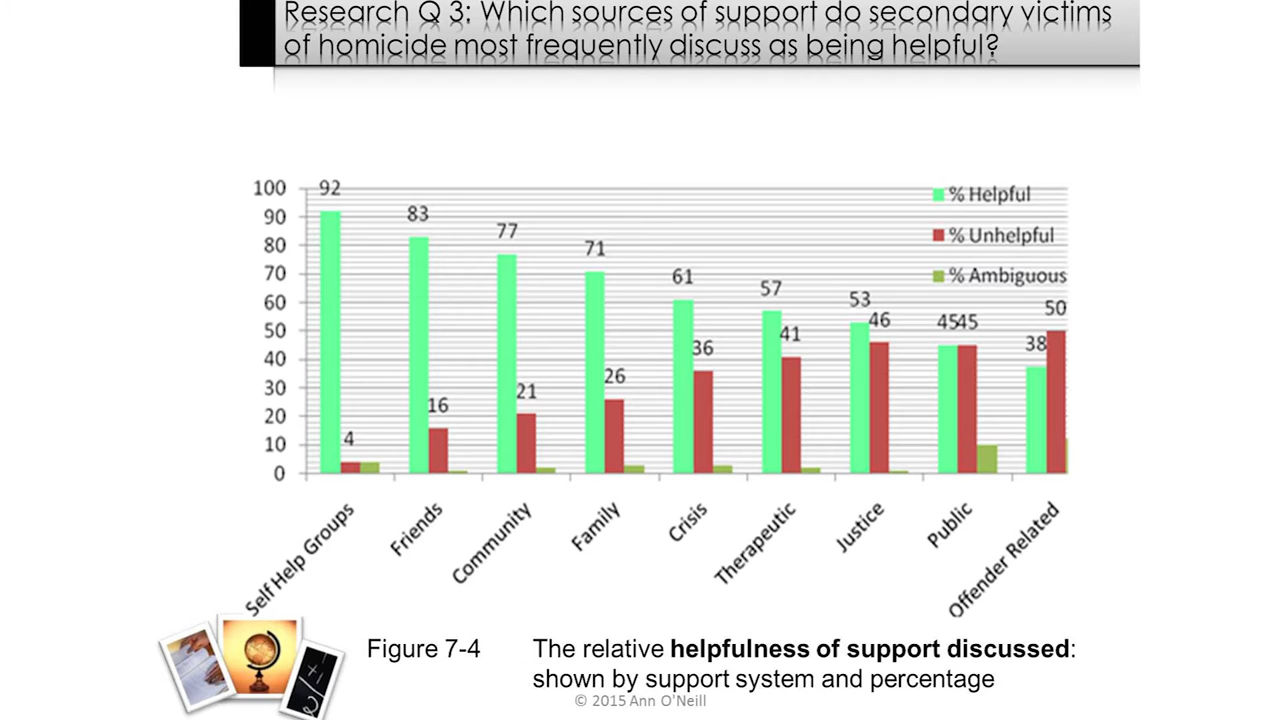 Research Q 3: Which sources of support do secondary victims
of homicide most frequently discuss as being helpful?
100
90
80
70
60
50
40
30
20
10
0
92
4
83
16
77
21
71
26
61
36
57
41
53
46
45
45
38
50
% Helpful
% Unhelpful
% Ambiguous
Self Help Groups
Friends
Community
Family
Crisis
Therapeutic
Justice
Public
Offender Related
Figure 7-4 The relative helpfulness of support discussed:
shown by support system and percentage
© 2015 Ann O'Neill